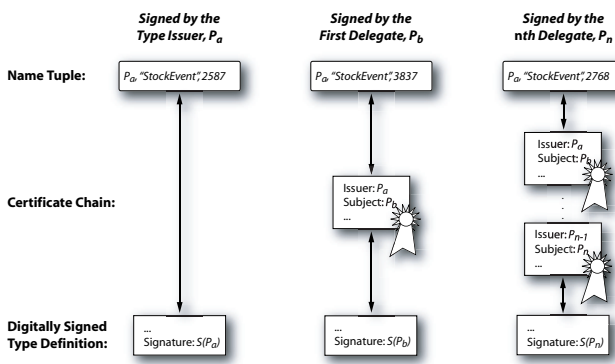 Signed by the Type Issuer, Pa
Signed by the First Delegate, Pb
Signed by the nth Delegate, Pn
Name Tuple:
Pa, "StockEvent", 2587
Pa, "StockEvent", 3837
Pa, "StockEvent", 2768
Certificate Chain:
Issuer: Pa
Subject: Pb
...
Issuer: Pa
Subject: Pb
...
Issuer: Pn-1
Subject: Pn
...
Digitally Signed Type Definition:
...
Signature: S(Pa)
...
Signature: S(Pb)
...
Signature: S(Pn)